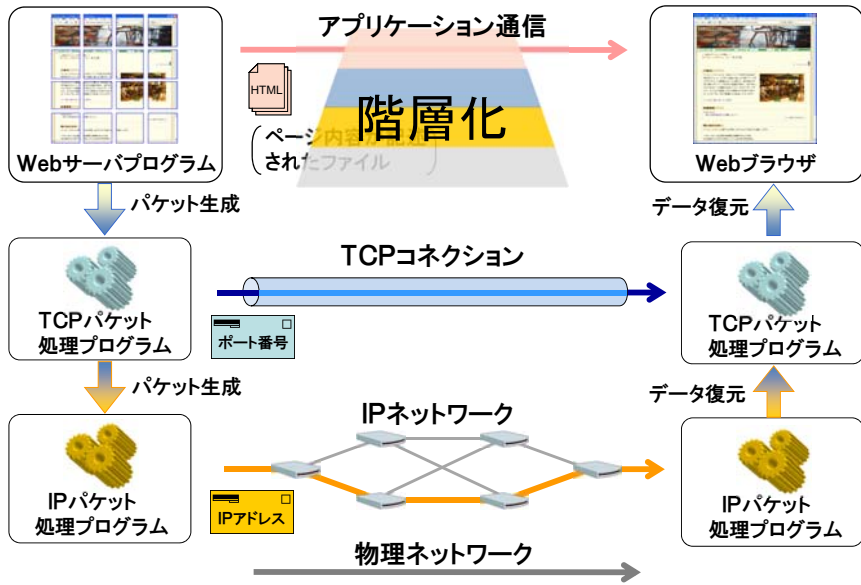 アプリケーション通信
HTML
階層化
ページ内容が記述
されたファイル
Webサーバプログラム
Webブラウザ
パケット生成
データ復元
TCPコネクション
TCPパケット
処理プログラム
ポート番号
TCPパケット
処理プログラム
パケット生成
データ復元
IPネットワーク
IPパケット
処理プログラム
IPアドレス
IPパケット
処理プログラム
物理ネットワーク